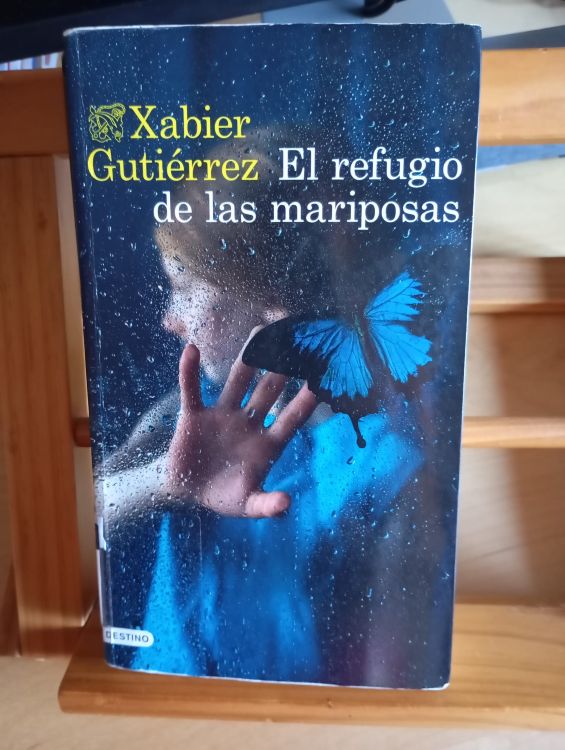 Xabier
Gutiérrez El refugio
de las mariposas
DESTINO